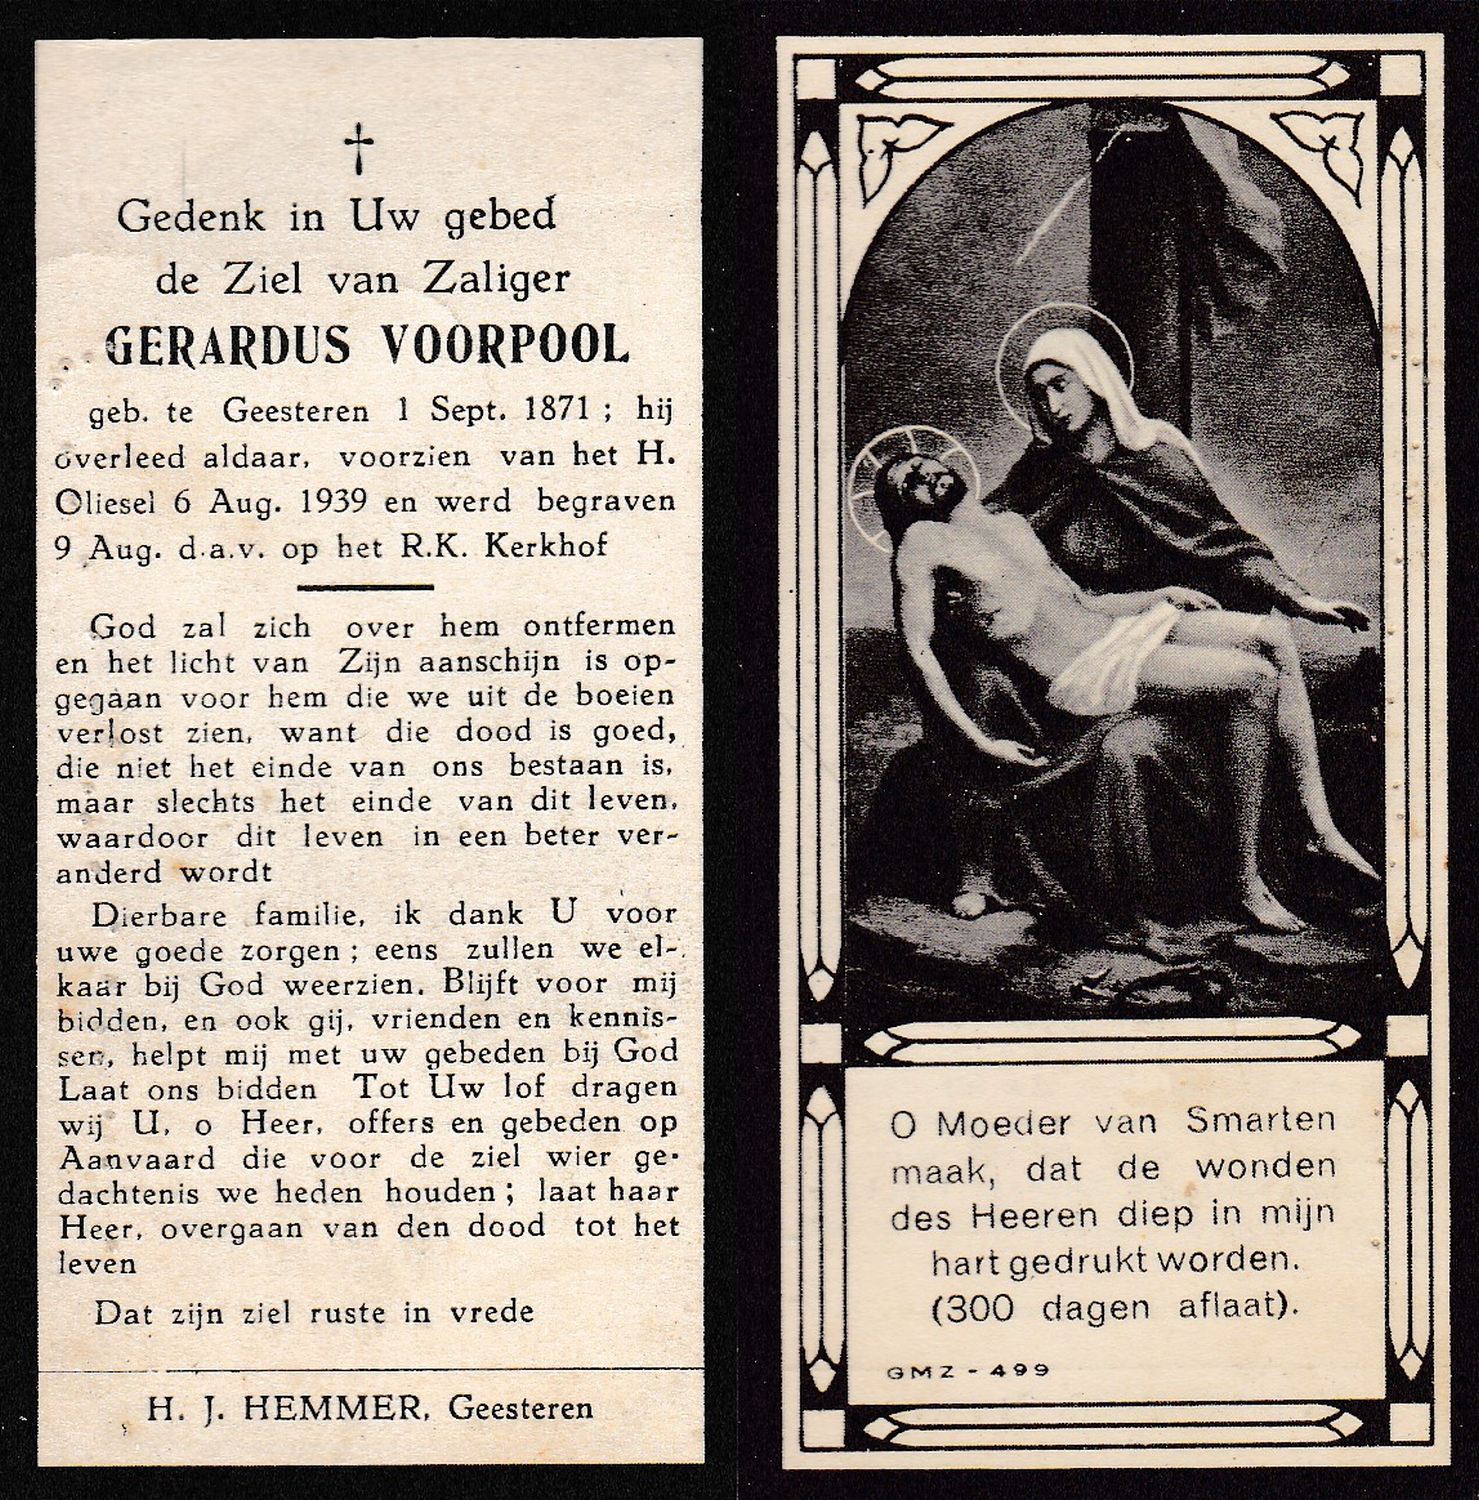 Gedenk in Uw gebed
de Ziel van Zaliger
GERARDUS VOORPOOL
geb. te Geesteren 1 Sept. 1871 ; hij
overleed aldaar, voorzien van het H.
Oliesel 6 Aug. 1939 en werd begraven
9 Aug. d.a.v. op het R.K. Kerkhof
God zal zich over hem ontfermen
en het licht van Zijn aanschijn is op-
gegaan voor hem die we uit de boeien
verlost zien, want die dood is goed,
die niet het einde van ons bestaan is,
maar slechts het einde van dit leven,
waardoor dit leven in een beter ver-
anderd wordt
Dierbare familie, ik dank U voor
uwe goede zorgen ; eens zullen we el-
kaar bij God weerzien. Blijft voor mij
bidden, en ook gij, vrienden en kennis-
sen, helpt mij met uw gebeden bij God
Laat ons bidden Tot Uw lof dragen
wij U, o Heer, offers en gebeden op
Aanvaard die voor de ziel wier ge-
dachtenis we heden houden ; laat haar
Heer, overgaan van den dood tot het
leven
Dat zijn ziel ruste in vrede
H. J. HEMMER, Geesteren
O Moeder van Smarten
maak, dat de wonden
des Heeren diep in mijn
hart gedrukt worden.
(300 dagen aflaat).
GMZ - 499